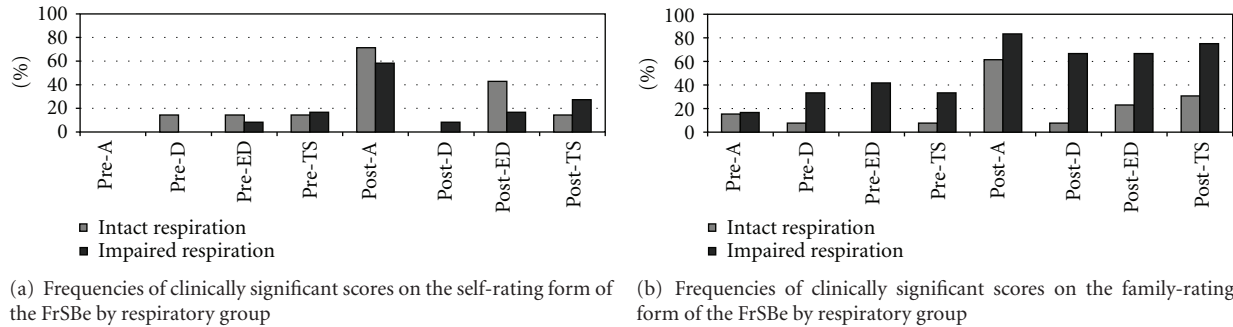 100
80
60
40
20
0
(%)
Pre-A
Pre-D
Pre-ED
Pre-TS
Post-A
Post-D
Post-ED
Post-TS
Intact respiration
Impaired respiration
(a) Frequencies of clinically significant scores on the self-rating form of
the FrSBe by respiratory group
100
80
60
40
20
0
(%)
Pre-A
Pre-D
Pre-ED
Pre-TS
Post-A
Post-D
Post-ED
Post-TS
Intact respiration
Impaired respiration
(b) Frequencies of clinically significant scores on the family-rating
form of the FrSBe by respiratory group